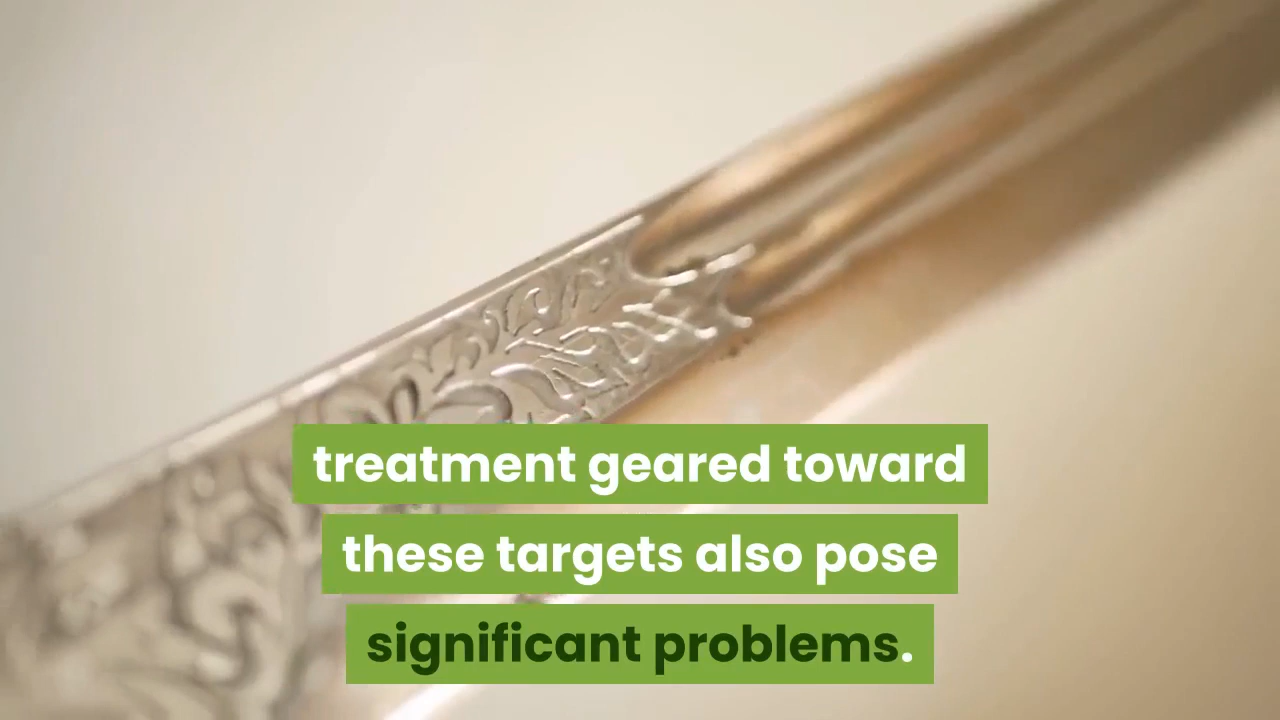 treatment geared toward
these targets also pose
significant problems.